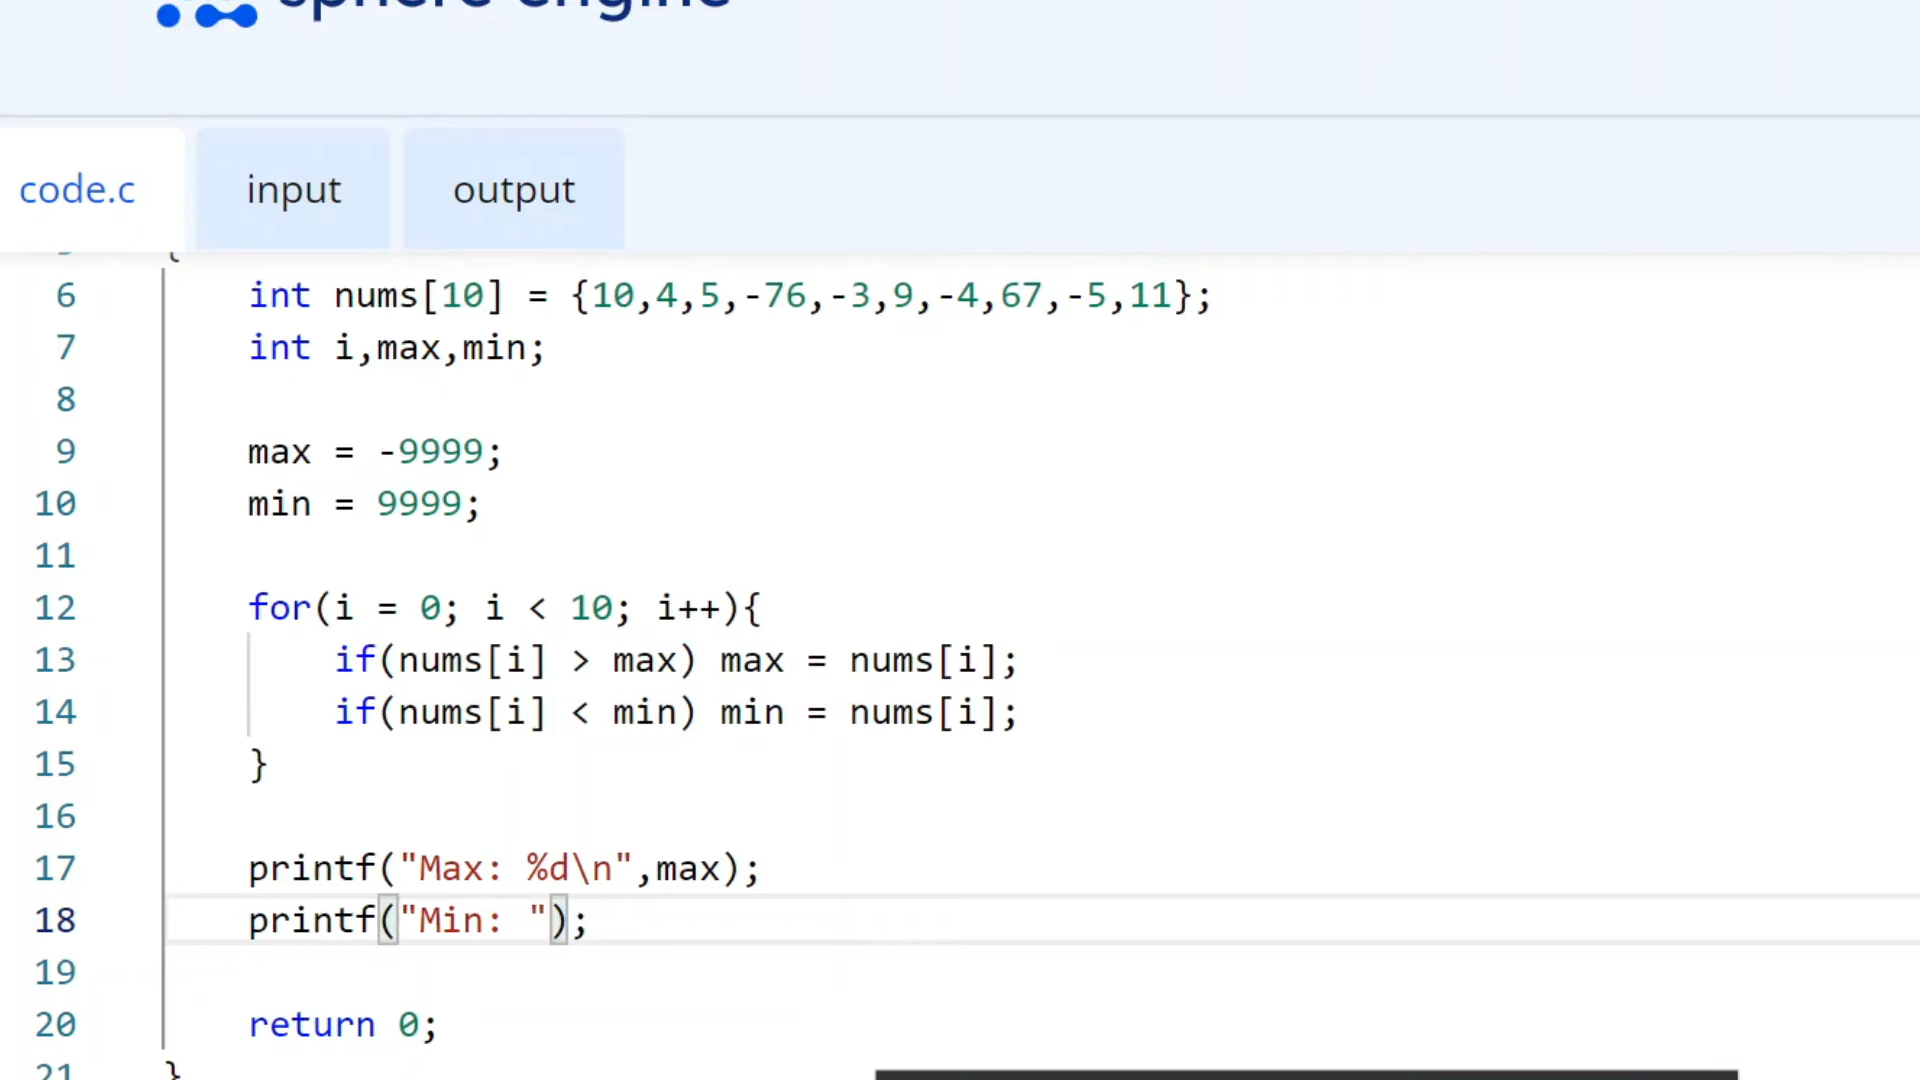 sphere engine
code.c
input
output
6 int nums[10] = {10,4,5,-76,-3,9,-4,67,-5,11};
7 int i,max,min;
8
9 max = -9999;
10 min = 9999;
11
12 for(i = 0; i < 10; i++){
13 if(nums[i] > max) max = nums[i];
14 if(nums[i] < min) min = nums[i];
15 }
16
17 printf("Max: %d\n",max);
18 printf("Min: ");
19
20 return 0;
21 }